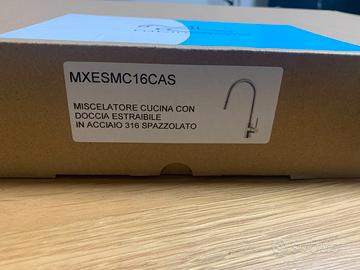 MXESMC16CAS
MISCELATORE CUCINA CON
DOCCIA ESTRAIBILE
IN ACCIAIO 316 SPAZZOLATO